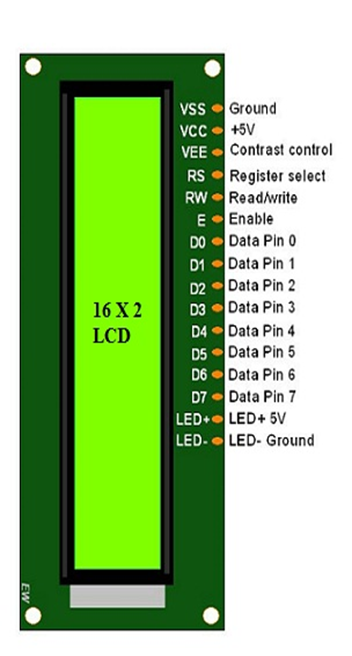 VSS Ground
VCC +5V
VEE Contrast control
RS Register select
RW Read/write
E Enable
D0 Data Pin 0
D1 Data Pin 1
D2 Data Pin 2
D3 Data Pin 3
D4 Data Pin 4
D5 Data Pin 5
D6 Data Pin 6
D7 Data Pin 7
LED+ LED+ 5V
LED- LED- Ground
16 X 2
LCD
EW